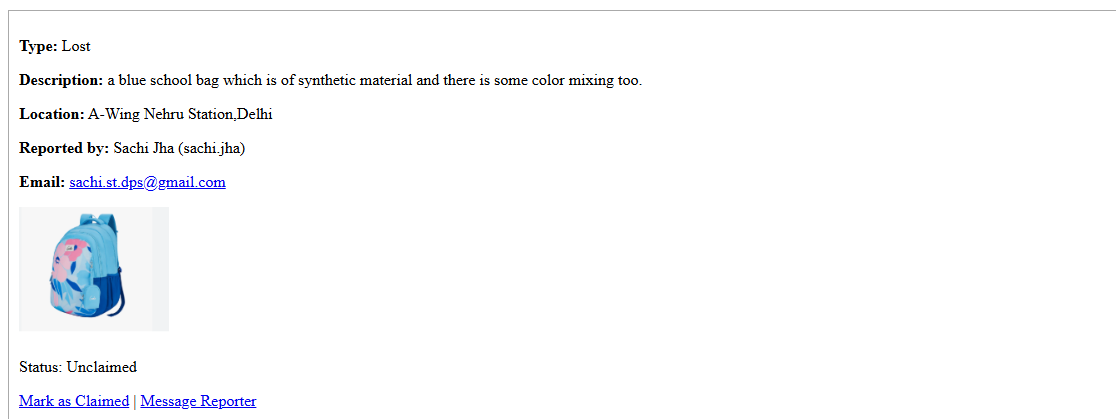 Type: Lost
Description: a blue school bag which is of synthetic material and there is some color mixing too.
Location: A-Wing Nehru Station,Delhi
Reported by: Sachi Jha (sachi.jha)
Email: sachi.st.dps@gmail.com
Status: Unclaimed
Mark as Claimed | Message Reporter